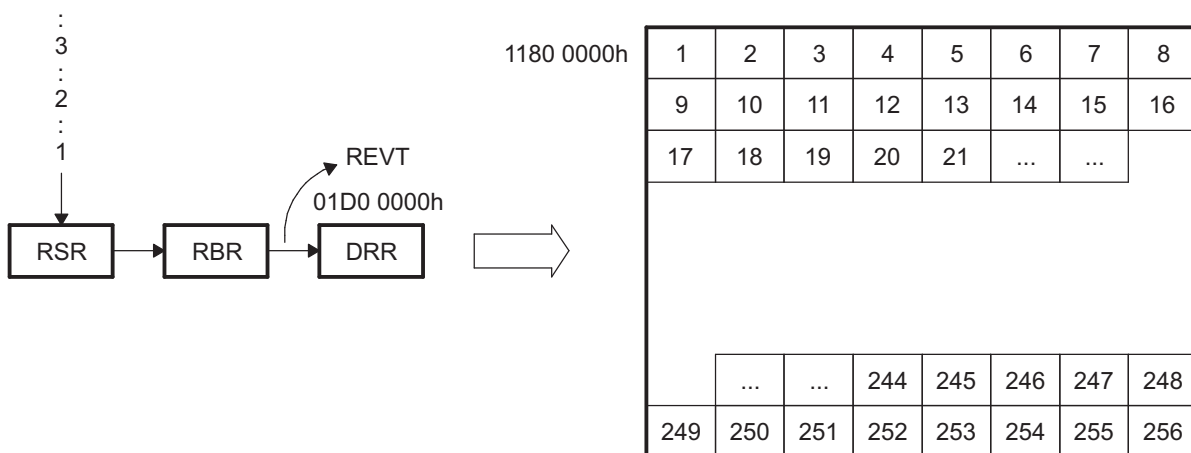 :
3
:
2
:
1
REVT
01D0 0000h
RSR RBR DRR
1180 0000h
1 2 3 4 5 6 7 8
9 10 11 12 13 14 15 16
17 18 19 20 21 ... ...
... ... 244 245 246 247 248
249 250 251 252 253 254 255 256